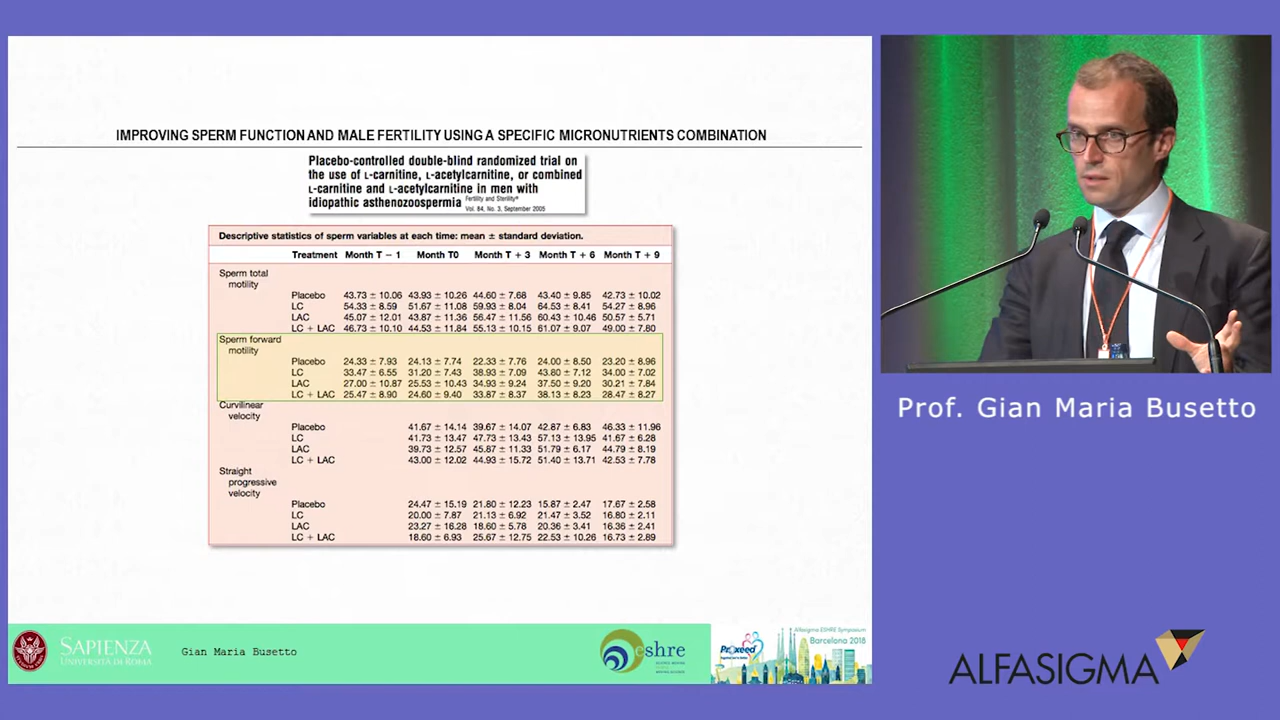 IMPROVING SPERM FUNCTION AND MALE FERTILITY USING A SPECIFIC MICRONUTRIENTS COMBINATION
Placebo-controlled double-blind randomized trial on
the use of L-carnitine, L-acetylcarnitine, or combined
L-carnitine and L-acetylcarnitine in men with
idiopathic asthenozoospermia Fertility and Sterility®
Vol. 84, No. 3, September 2005
Descriptive statistics of sperm variables at each time: mean ± standard deviation.
Treatment Month T − 1 Month T0 Month T + 3 Month T + 6 Month T + 9
Sperm total
motility
Placebo 43.73 ± 10.06 43.93 ± 10.26 44.60 ± 7.68 43.40 ± 9.85 42.73 ± 10.02
LC 54.33 ± 8.59 51.67 ± 11.08 59.93 ± 8.04 64.53 ± 8.41 54.27 ± 8.96
LAC 45.07 ± 12.01 43.87 ± 11.36 56.47 ± 11.56 60.43 ± 10.46 50.57 ± 5.71
LC + LAC 46.73 ± 10.10 44.53 ± 11.84 55.13 ± 10.15 61.07 ± 9.07 49.00 ± 7.80
Sperm forward
motility
Placebo 24.33 ± 7.93 24.13 ± 7.74 22.33 ± 7.76 24.00 ± 8.50 23.20 ± 8.96
LC 33.47 ± 6.55 31.20 ± 7.43 38.93 ± 7.09 43.80 ± 7.12 34.00 ± 7.02
LAC 27.00 ± 10.87 25.53 ± 10.43 34.93 ± 9.24 37.50 ± 9.20 30.21 ± 7.84
LC + LAC 25.47 ± 8.90 24.60 ± 9.40 33.87 ± 8.37 38.13 ± 8.23 28.47 ± 8.27
Curvilinear
velocity
Placebo 41.67 ± 14.14 39.67 ± 14.07 42.87 ± 6.83 46.33 ± 11.96
LC 41.73 ± 13.47 47.73 ± 13.43 57.13 ± 13.95 41.67 ± 6.28
LAC 39.73 ± 12.57 45.87 ± 11.33 51.79 ± 6.17 44.79 ± 8.19
LC + LAC 43.00 ± 12.02 44.93 ± 15.72 51.40 ± 13.71 42.53 ± 7.78
Straight
progressive
velocity
Placebo 24.47 ± 15.19 21.80 ± 12.23 15.87 ± 2.47 17.67 ± 2.58
LC 20.00 ± 7.87 21.13 ± 6.92 21.47 ± 3.52 16.80 ± 2.11
LAC 23.27 ± 16.28 18.60 ± 5.78 20.36 ± 3.41 16.36 ± 2.41
LC + LAC 18.60 ± 6.93 25.67 ± 12.75 22.53 ± 10.26 16.73 ± 2.89
Prof. Gian Maria Busetto
SAPIENZA
UNIVERSITÀ DI ROMA
Gian Maria Busetto
eshre
Proxeed
Alfasigma ESHRE Symposium
Barcelona 2018
ALFASIGMA